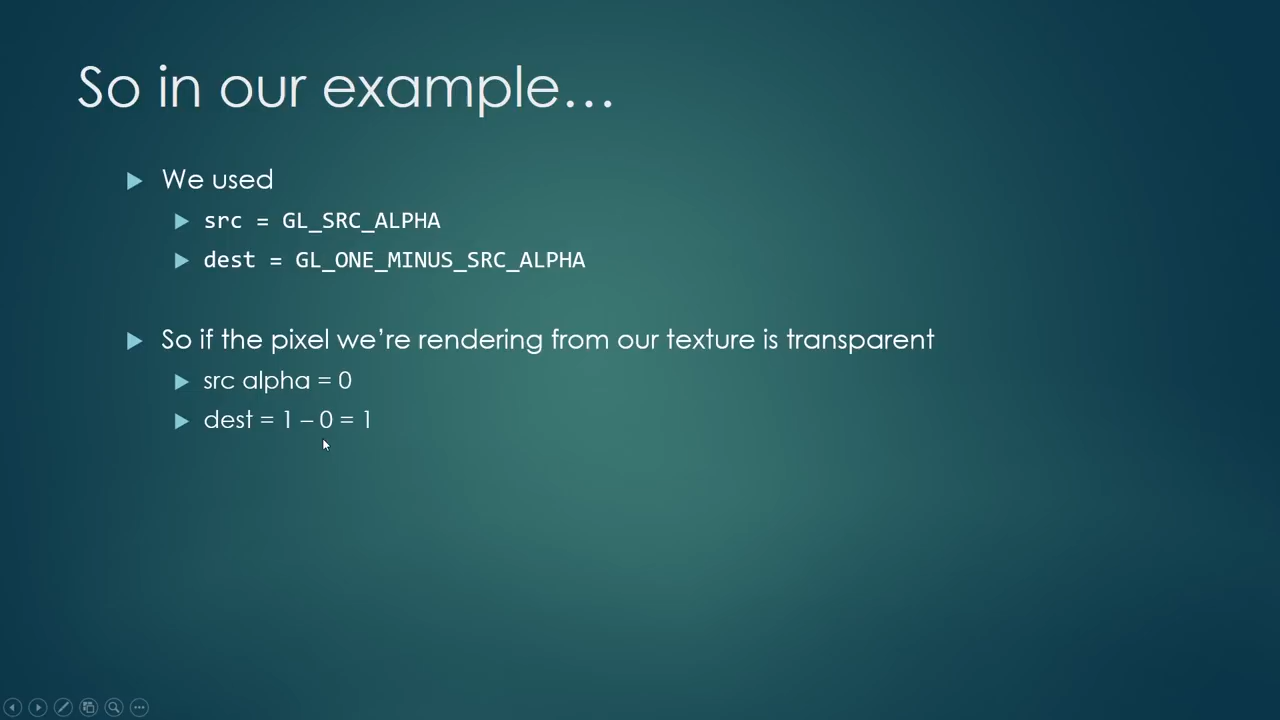 So in our example…
We used
src = GL_SRC_ALPHA
dest = GL_ONE_MINUS_SRC_ALPHA
So if the pixel we’re rendering from our texture is transparent
src alpha = 0
dest = 1 – 0 = 1